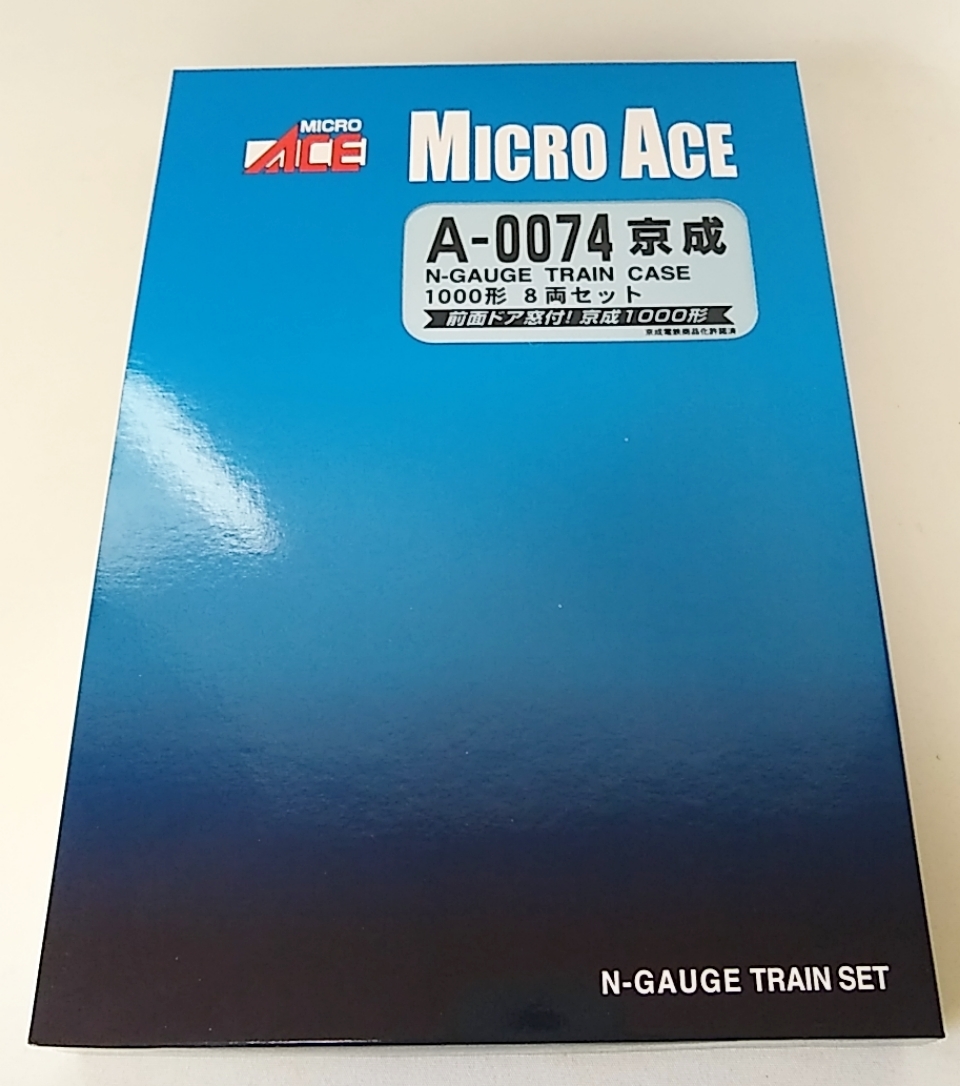 MICRO
ACE
MICRO ACE
A-0074 京成
N-GAUGE TRAIN CASE
1000形 8両セット
前面ドア窓付! 京成1000形
京成電鉄商品化許諾済
N-GAUGE TRAIN SET